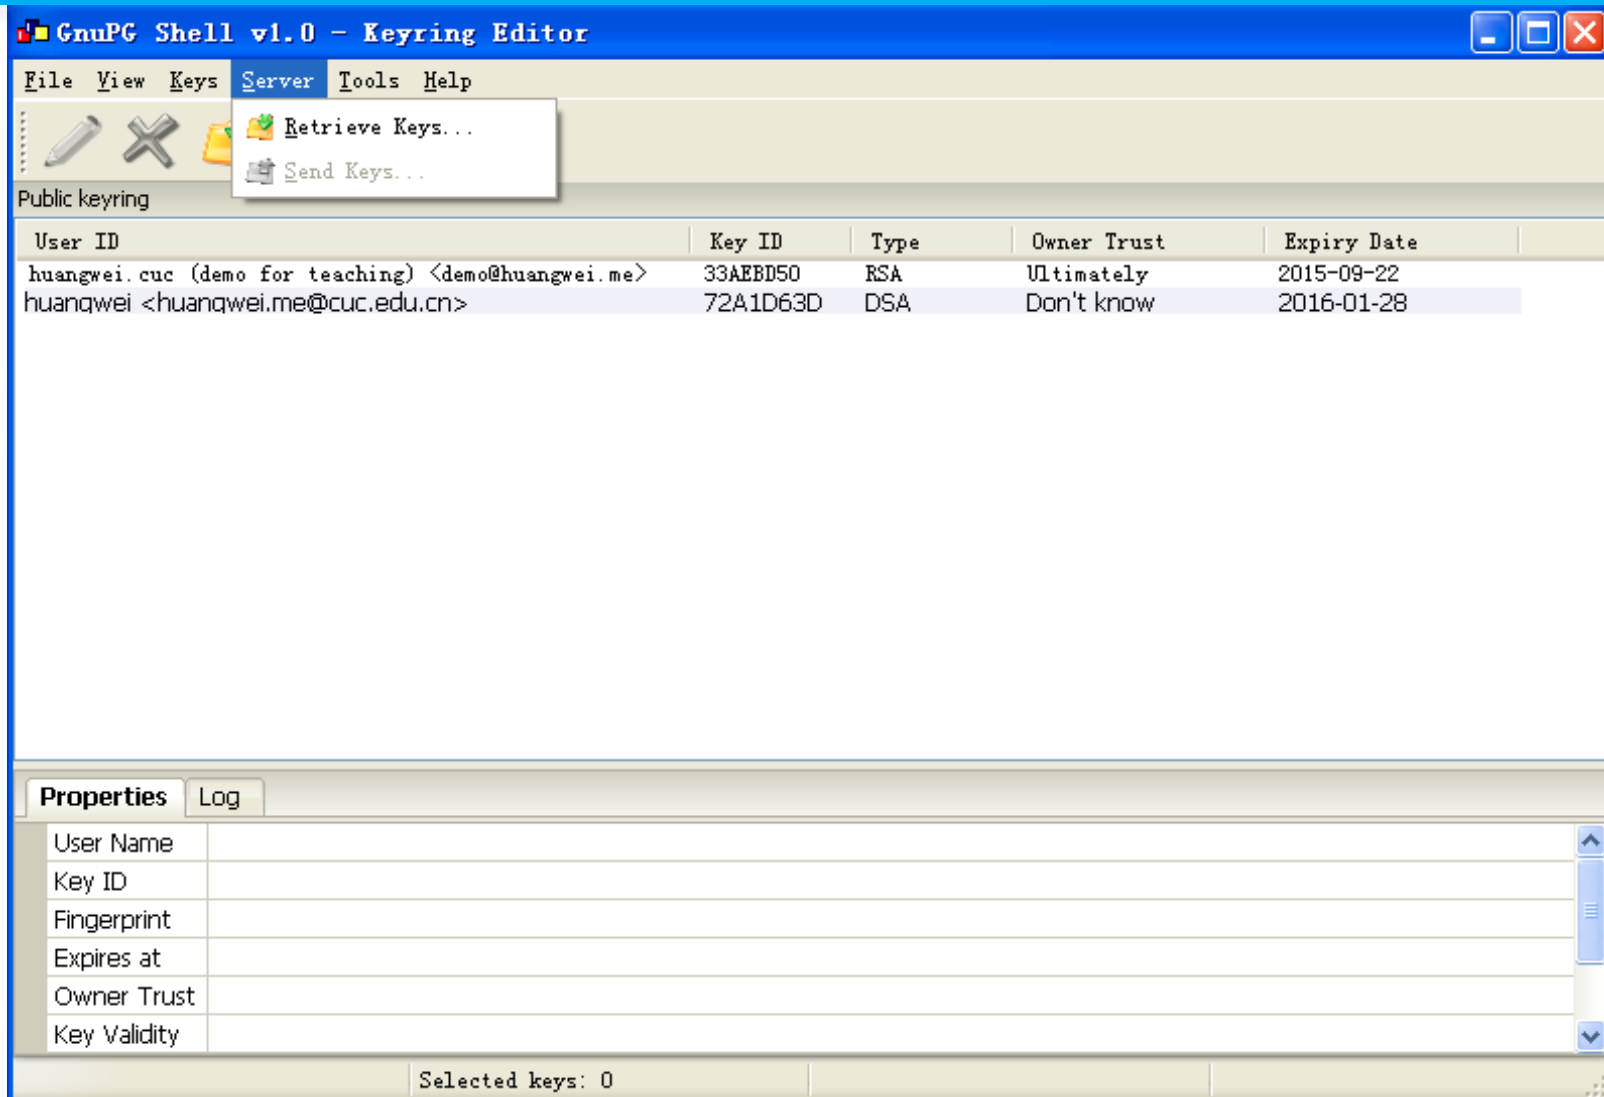 GnuPG Shell v1.0 - Keyring Editor
File View Keys Server Tools Help
Retrieve Keys...
Send Keys...
Public keyring
User ID Key ID Type Owner Trust Expiry Date
huangwei.cuc (demo for teaching) <demo@huangwei.me> 33AEBD50 RSA Ultimately 2015-09-22
huangwei <huangwei.me@cuc.edu.cn> 72A1D63D DSA Don't know 2016-01-28
Properties Log
User Name
Key ID
Fingerprint
Expires at
Owner Trust
Key Validity
Selected keys: 0